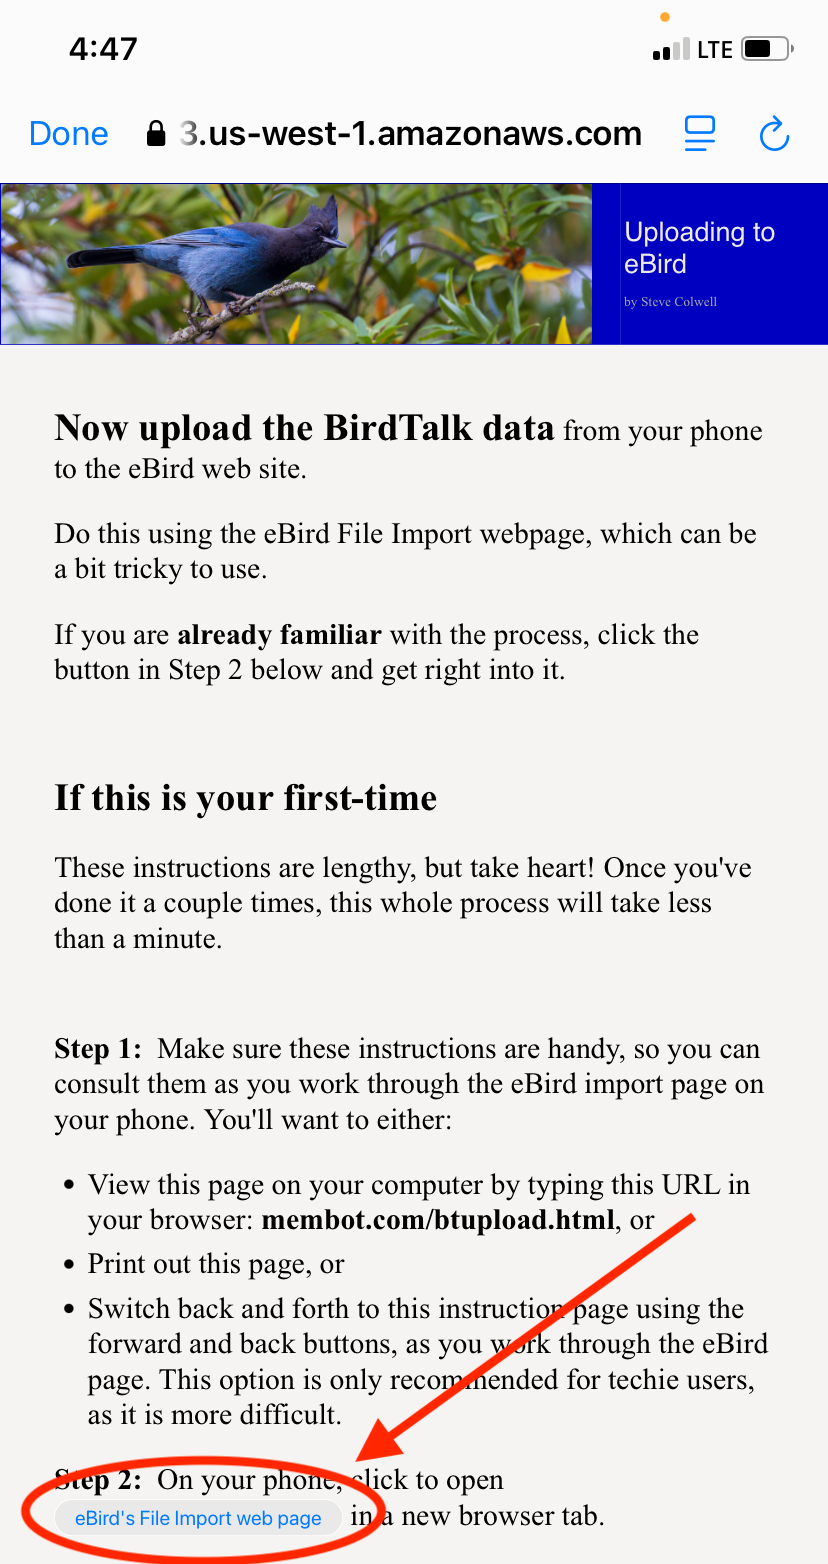 4:47
LTE
Done
3.us-west-1.amazonaws.com
Uploading to
eBird
by Steve Colwell
Now upload the BirdTalk data from your phone
to the eBird web site.
Do this using the eBird File Import webpage, which can be
a bit tricky to use.
If you are already familiar with the process, click the
button in Step 2 below and get right into it.
If this is your first-time
These instructions are lengthy, but take heart! Once you've
done it a couple times, this whole process will take less
than a minute.
Step 1: Make sure these instructions are handy, so you can
consult them as you work through the eBird import page on
your phone. You'll want to either:
• View this page on your computer by typing this URL in
your browser: membot.com/btupload.html, or
• Print out this page, or
• Switch back and forth to this instruction page using the
forward and back buttons, as you work through the eBird
page. This option is only recommended for techie users,
as it is more difficult.
Step 2: On your phone, click to open
eBird's File Import web page in a new browser tab.